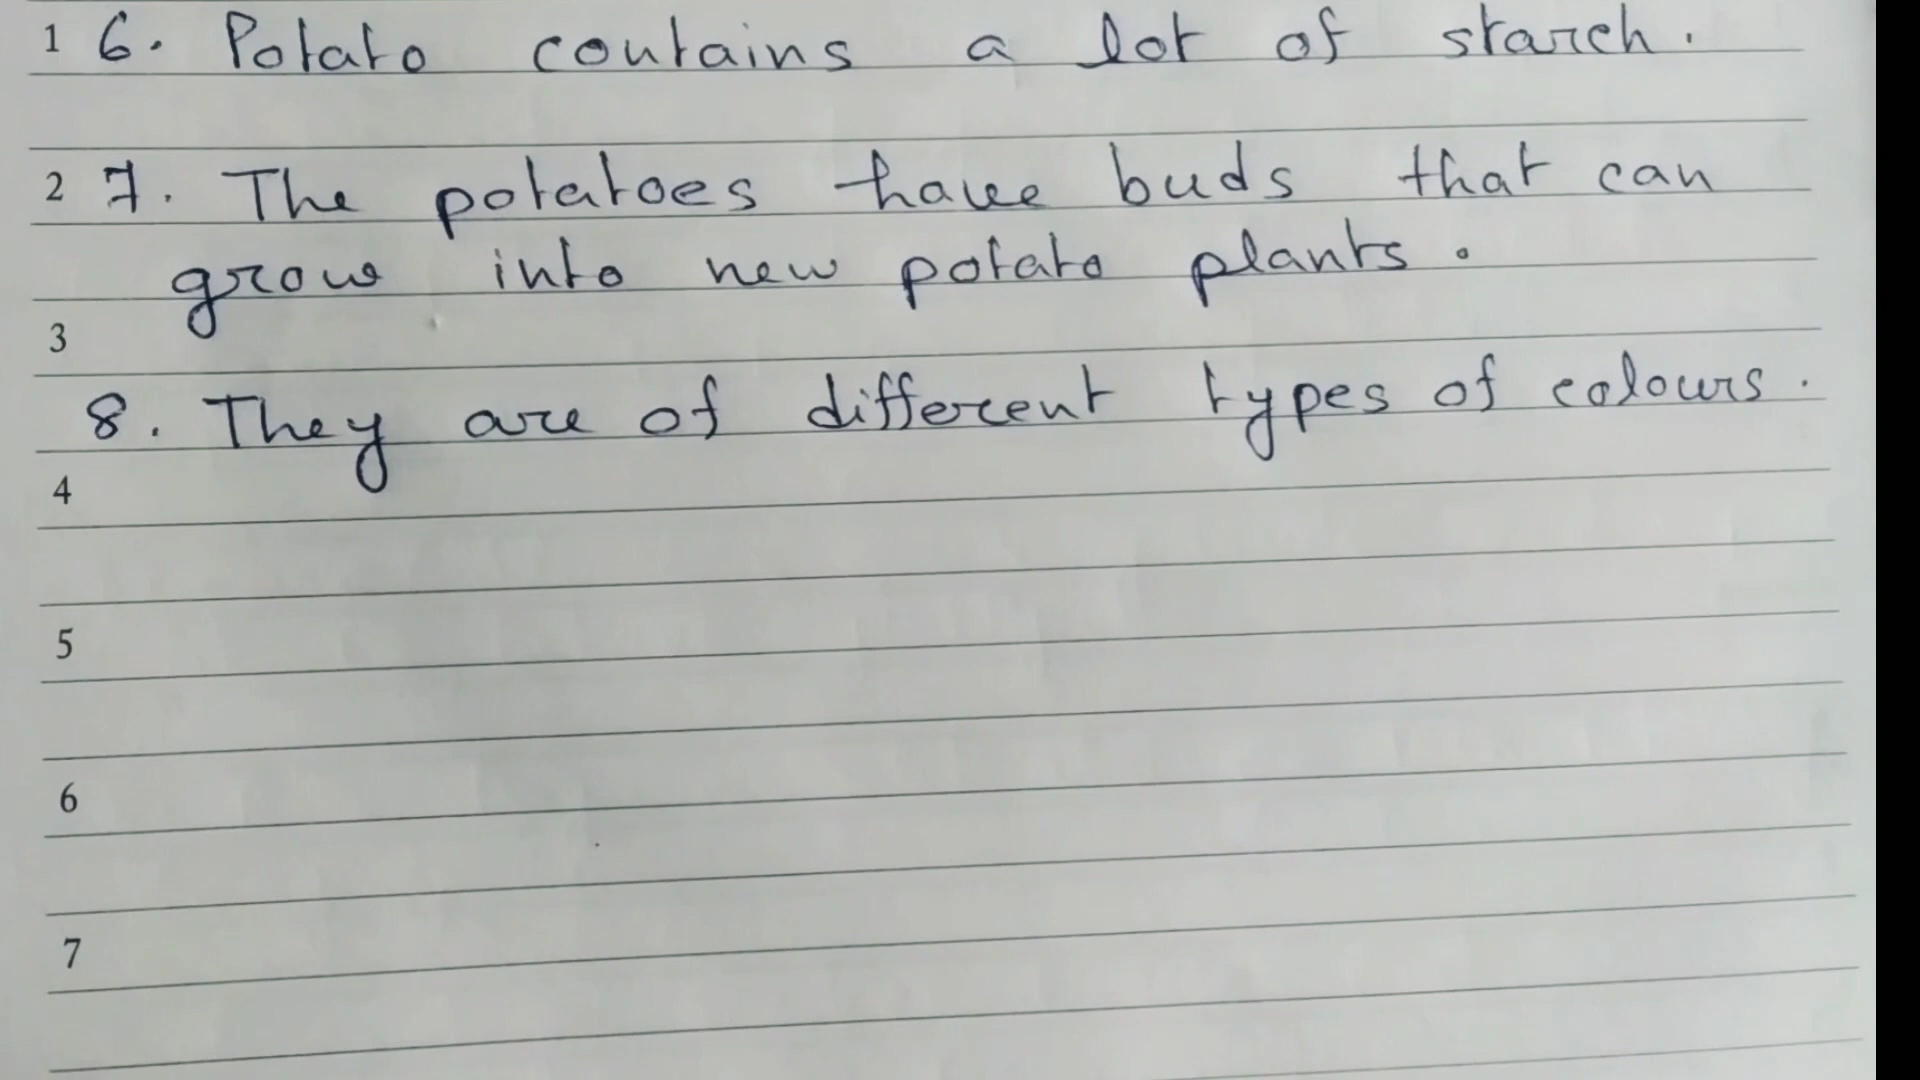 1 6. Potato contains a lot of starch.
2 7. The potatoes have buds that can
grow into new potato plants.
3
8. They are of different types of colours.
4
5
6
7